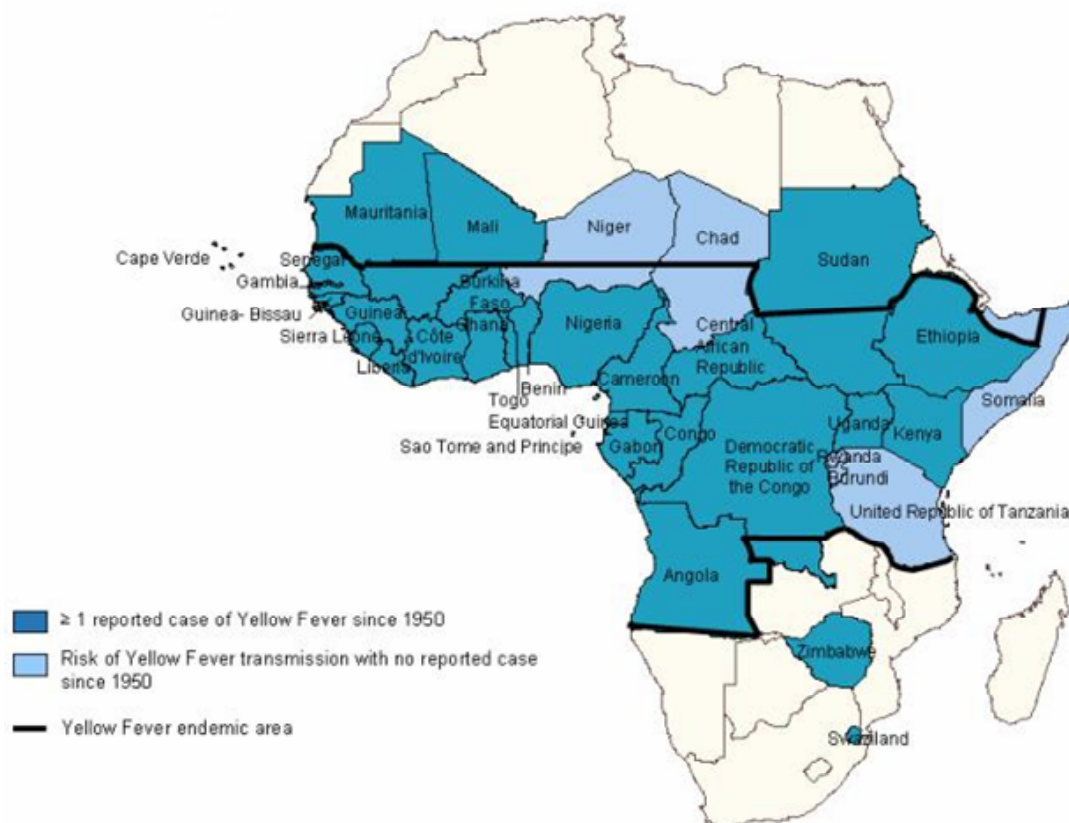 Mauritania
Mali
Niger
Chad
Sudan
Cape Verde
Senegal
Gambia
Guinea- Bissau
Guinea
Sierra Leone
Liberia
Côte
d'Ivoire
Burkina
Faso
Ghana
Togo
Benin
Nigeria
Cameroon
Central
African
Republic
Ethiopia
Somalia
Equatorial Guinea
Sao Tome and Principe
Gabon
Congo
Democratic
Republic of
the Congo
Uganda
Kenya
Rwanda
Burundi
United Republic of Tanzania
Angola
Zimbabwe
Swaziland
≥ 1 reported case of Yellow Fever since 1950
Risk of Yellow Fever transmission with no reported case
since 1950
Yellow Fever endemic area